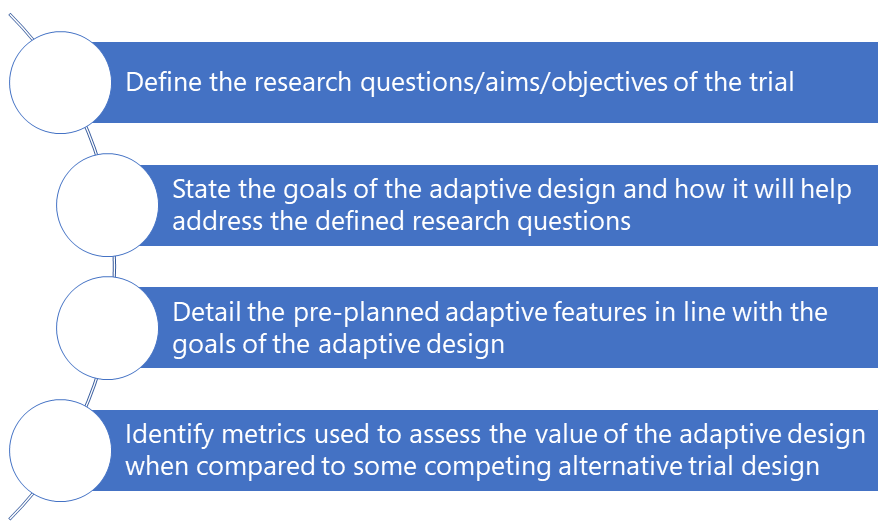 Define the research questions/aims/objectives of the trial
State the goals of the adaptive design and how it will help
address the defined research questions
Detail the pre-planned adaptive features in line with the
goals of the adaptive design
Identify metrics used to assess the value of the adaptive design
when compared to some competing alternative trial design